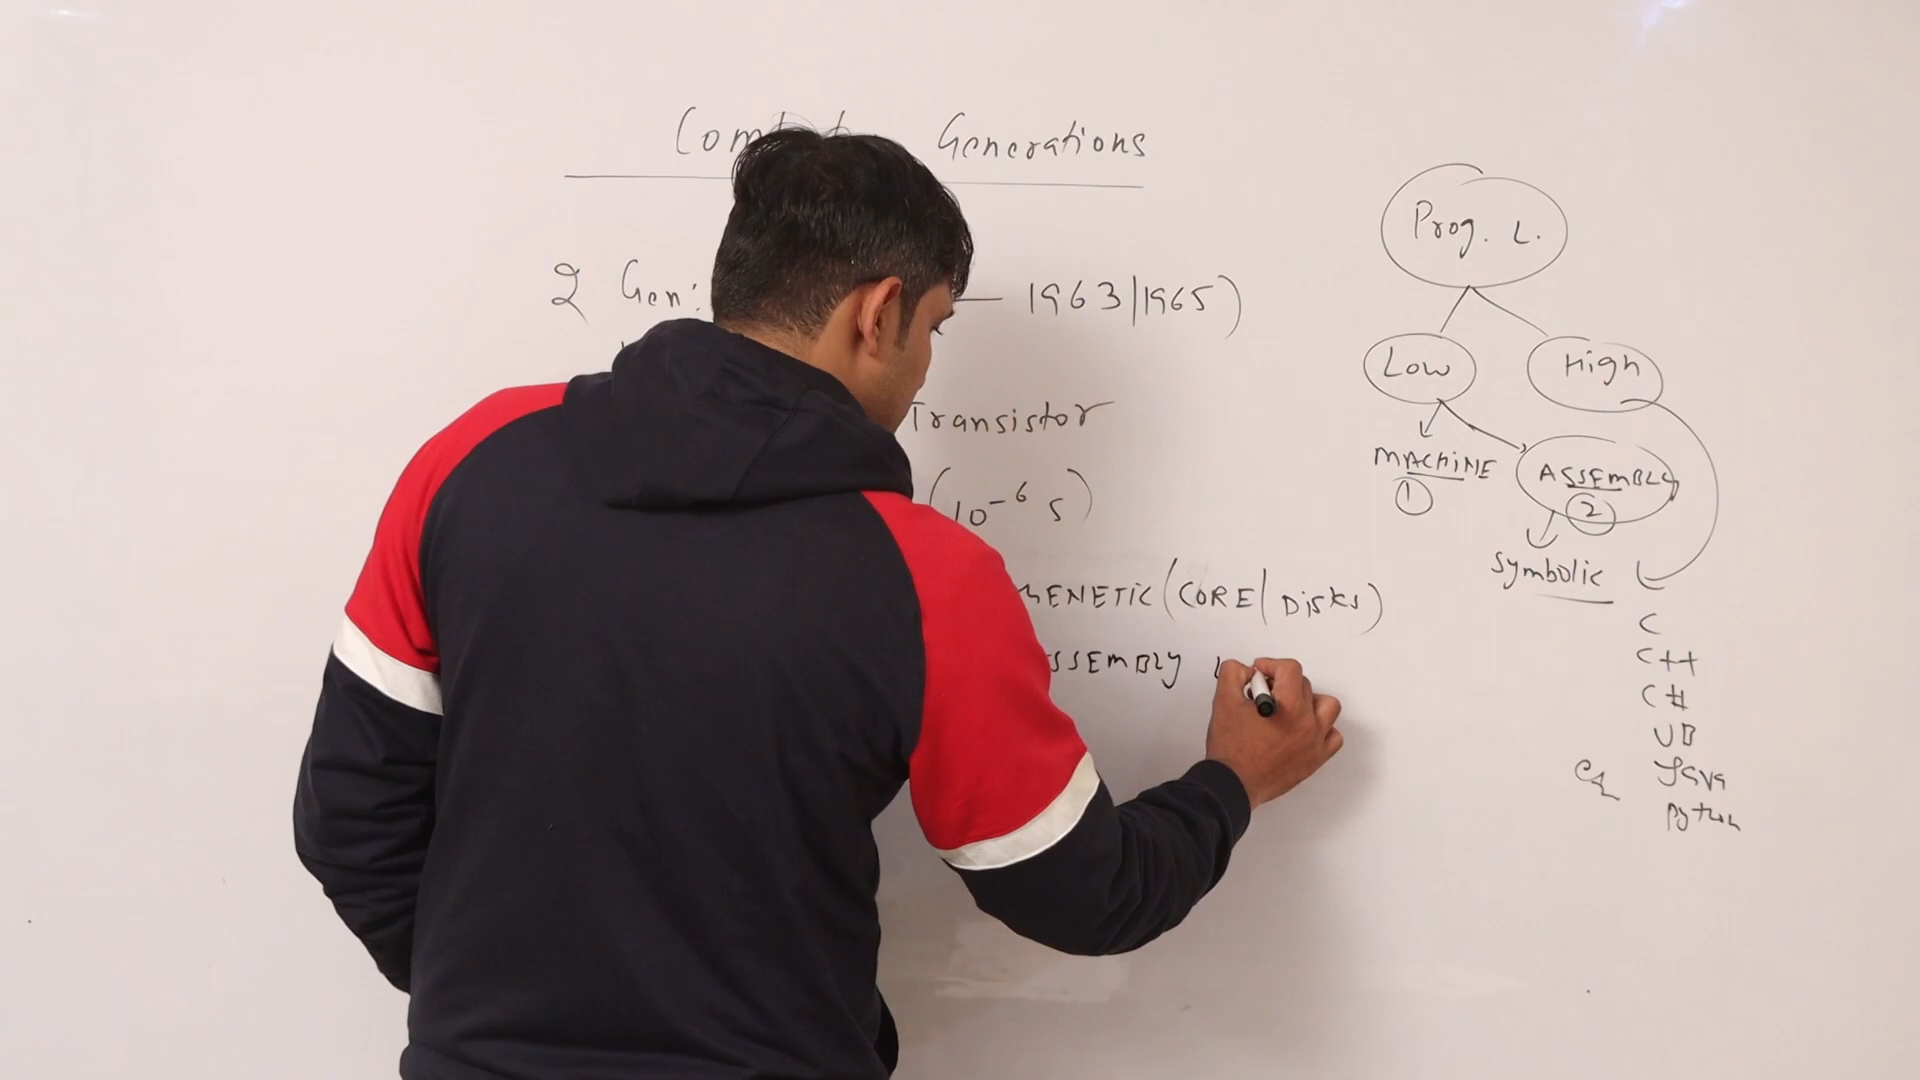 Generations
2 Gen: — 1963/1965)
Transistor
(10⁻⁶ s)
GENETIC (CORE/DISKS)
SSEMBLY L
Prog. L.
Low High
MACHINE ASSEMBLY
1 2
Symbolic
C
C++
C#
VB
Java
Python